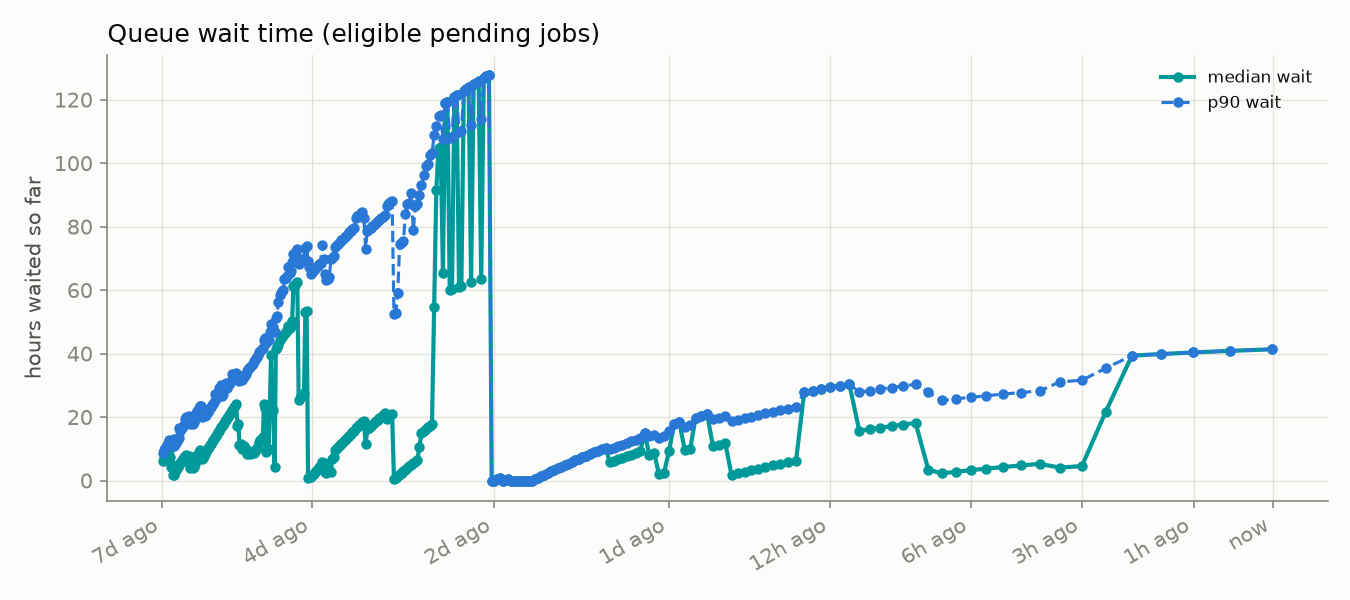 Queue wait time (eligible pending jobs)
median wait
p90 wait
hours waited so far
120
100
80
60
40
20
0
7d ago
4d ago
2d ago
1d ago
12h ago
6h ago
3h ago
1h ago
now